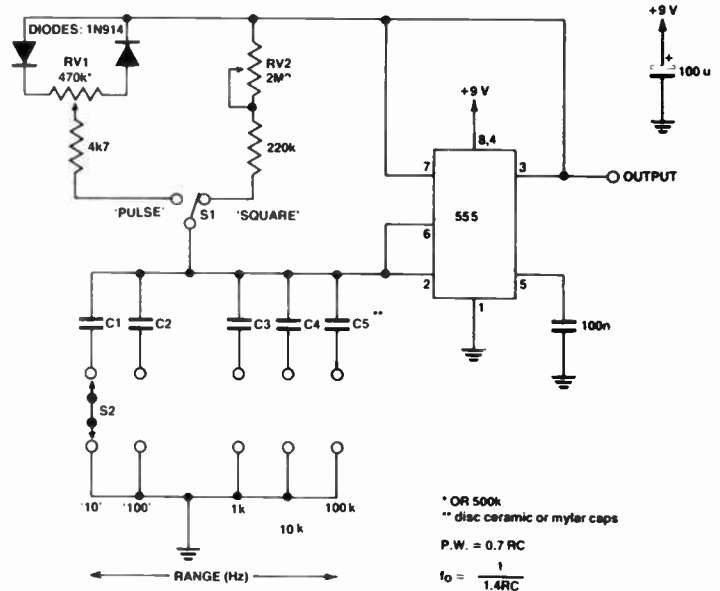 +9 V
DIODES: 1N914
RV1
470k*
RV2
100 u
+
4k7
+9 V
220k
8,4
7
3
OUTPUT
'PULSE'
S1
'SQUARE'
555
6
2
5
1
C1
C2
C3
C4
C5
**
100n
S2
'10'
'100'
1k
10k
100k
RANGE (Hz)
* OR 500k
** disc ceramic or mylar caps
P.W. = 0.7 RC
fo = 1
1.4RC